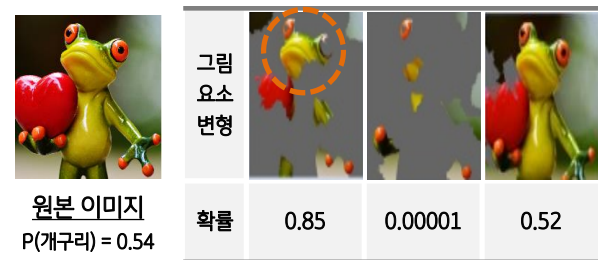 원본 이미지
P(개구리) = 0.54
그림
요소
변형
확률 0.85 0.00001 0.52